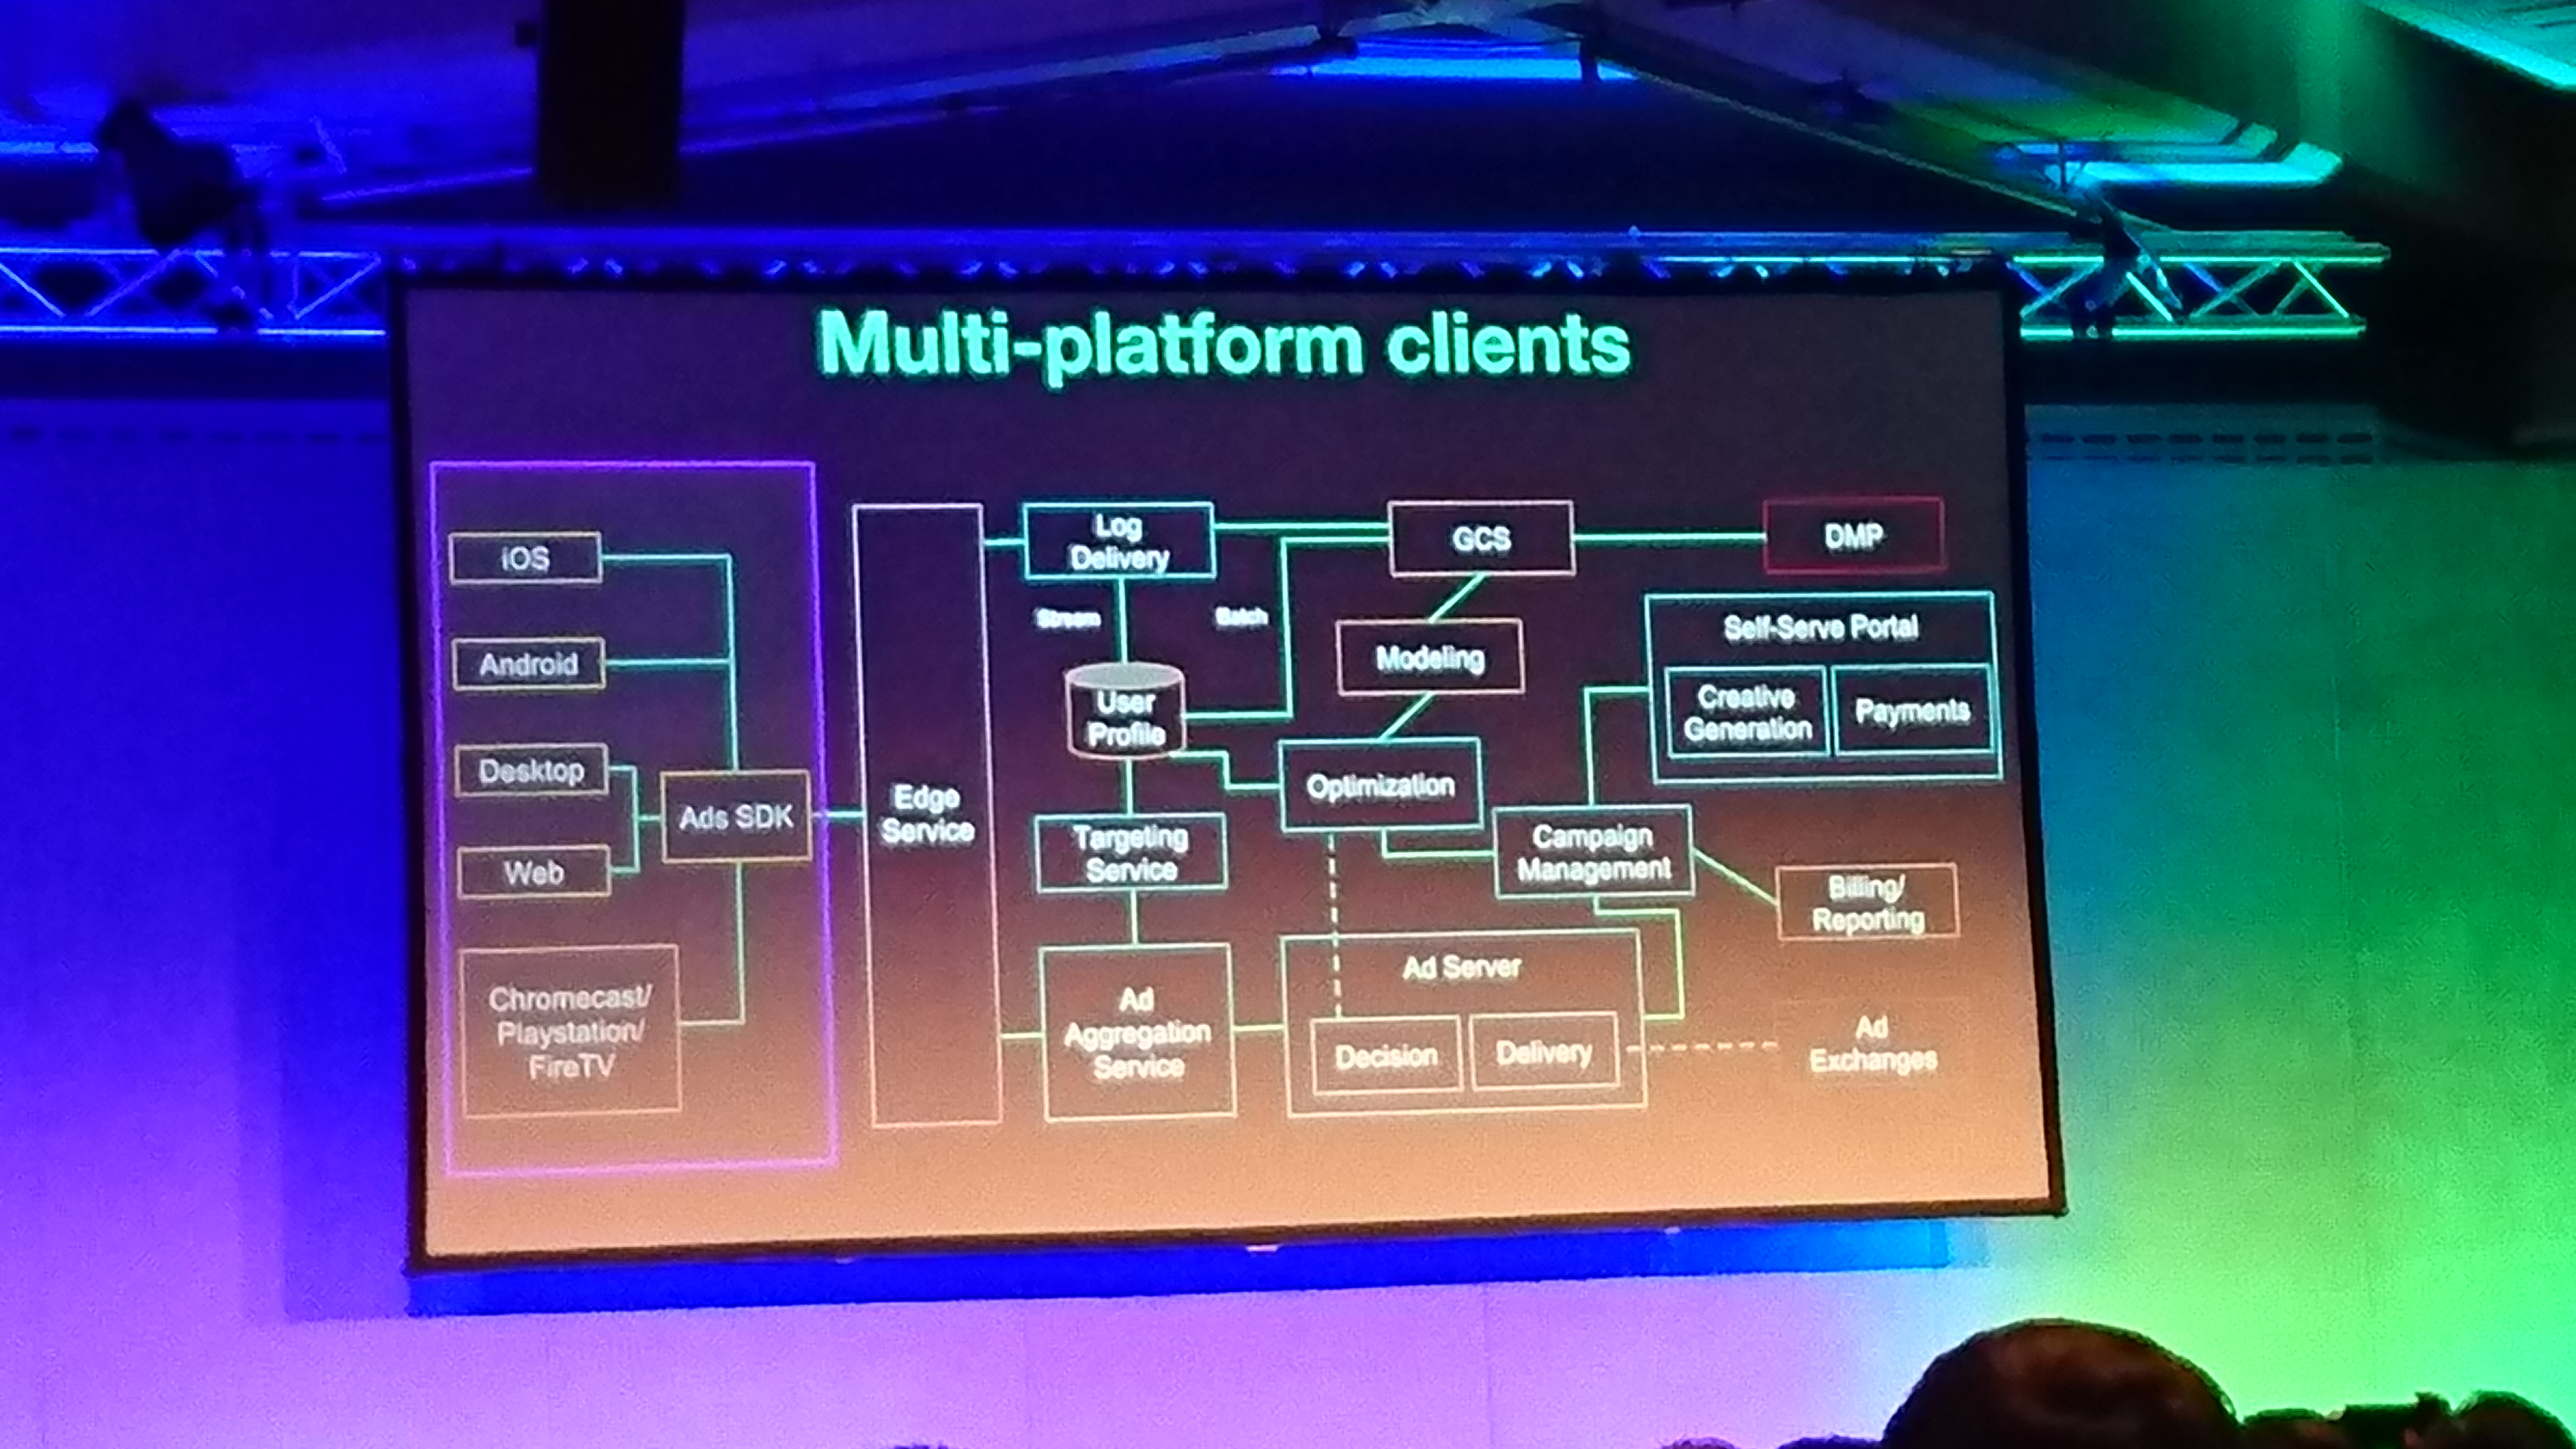 Multi-platform clients
iOS
Android
Desktop
Web
Chromecast/
Playstation/
FireTV
Ads SDK
Edge
Service
Log
Delivery
Stream
Batch
User
Profile
Targeting
Service
Ad
Aggregation
Service
GCS
Modeling
Optimization
Ad Server
Decision
Delivery
DMP
Self-Serve Portal
Creative
Generation
Payments
Campaign
Management
Billing/
Reporting
Ad
Exchanges